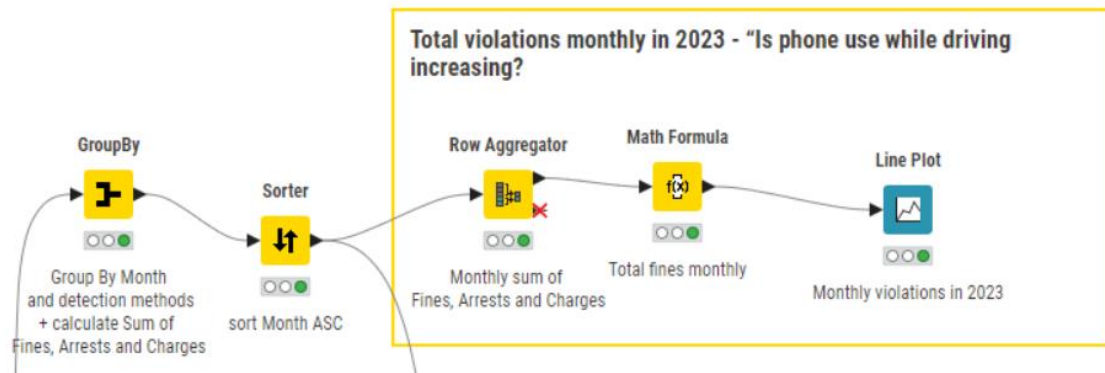 Total violations monthly in 2023 - “Is phone use while driving
increasing?
GroupBy
Sorter
Row Aggregator
Math Formula
Line Plot
f(x)
Group By Month
and detection methods
+ calculate Sum of
Fines, Arrests and Charges
sort Month ASC
Monthly sum of
Fines, Arrests and Charges
Total fines monthly
Monthly violations in 2023